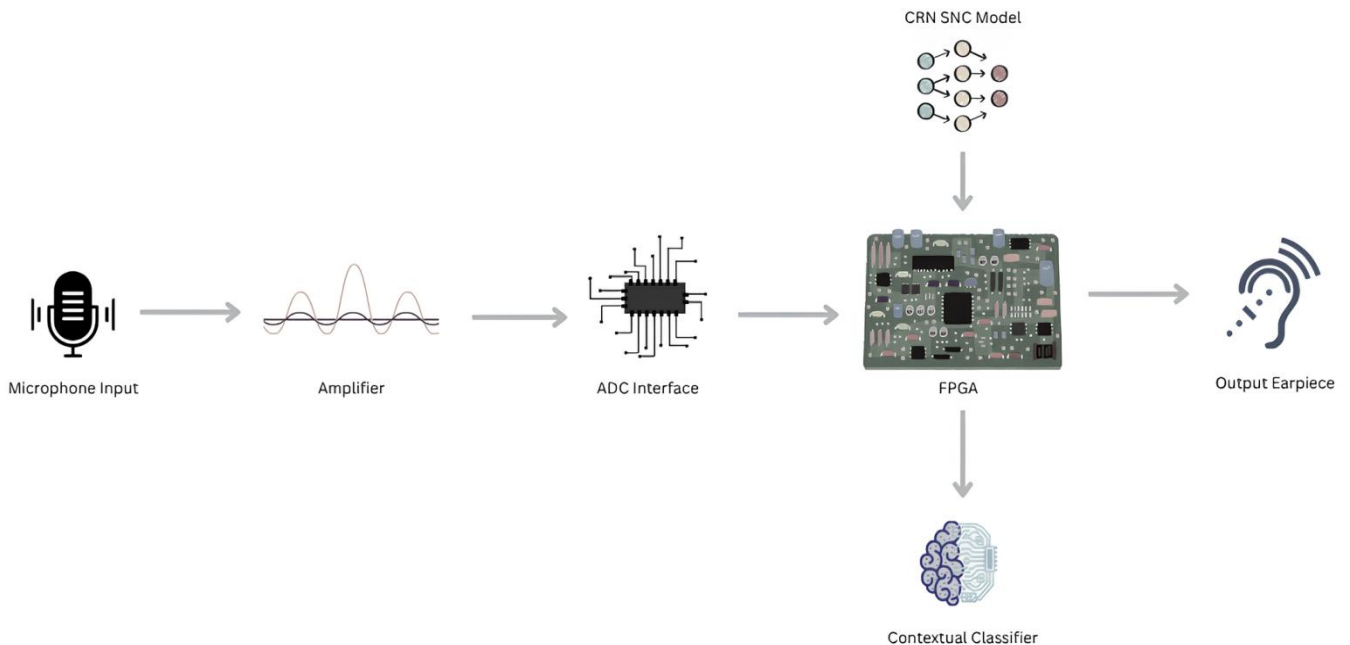 CRN SNC Model
Microphone Input
Amplifier
ADC Interface
FPGA
Output Earpiece
Contextual Classifier